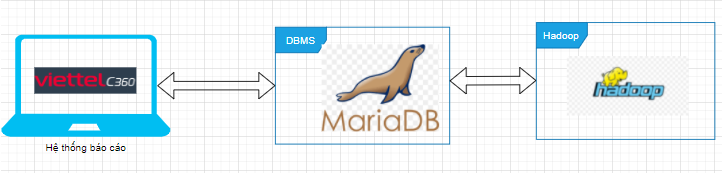 viettel C360
Hệ thống báo cáo
DBMS
MariaDB
Hadoop
hadoop